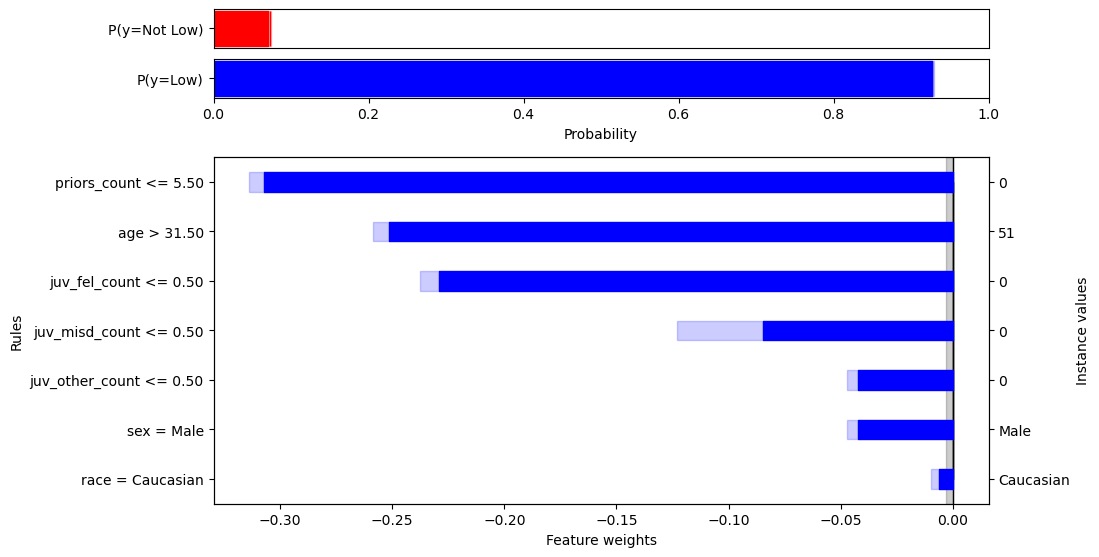 P(y=Not Low)
P(y=Low)
0.0 0.2 0.4 0.6 0.8 1.0
Probability
priors_count <= 5.50 0
age > 31.50 51
juv_fel_count <= 0.50 0
juv_misd_count <= 0.50 0
juv_other_count <= 0.50 0
sex = Male Male
race = Caucasian Caucasian
Rules
Instance values
−0.30 −0.25 −0.20 −0.15 −0.10 −0.05 0.00
Feature weights